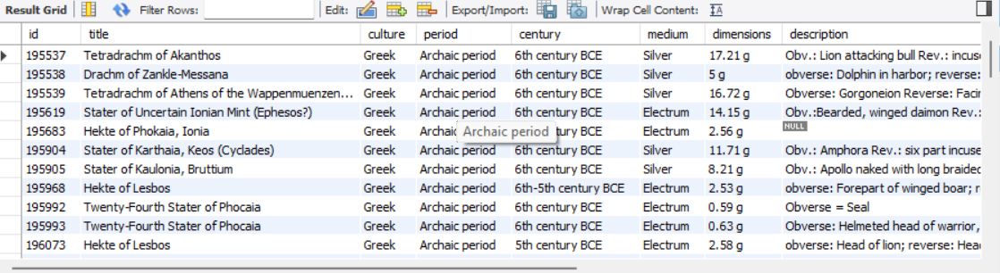 Result Grid Filter Rows: Edit: Export/Import: Wrap Cell Content:
id title culture period century medium dimensions description
195537 Tetradrachm of Akanthos Greek Archaic period 6th century BCE Silver 17.21 g Obv.: Lion attacking bull Rev.: incuse
195538 Drachm of Zankle-Messana Greek Archaic period 6th century BCE Silver 5 g obverse: Dolphin in harbor; reverse:
195539 Tetradrachm of Athens of the Wappenmuenzen... Greek Archaic period 6th century BCE Silver 16.72 g Obverse: Gorgoneion Reverse: Facin
195619 Stater of Uncertain Ionian Mint (Ephesos?) Greek Archaic period 6th century BCE Electrum 14.15 g Obv.:Bearded, winged daimon Rev.:
195683 Hekte of Phokaia, Ionia Greek Archaic period tury BCE Electrum 2.56 g NULL
195904 Stater of Karthaia, Keos (Cyclades) Greek Archaic period 6th century BCE Silver 11.71 g Obv.: Amphora Rev.: six part incuse
195905 Stater of Kaulonia, Bruttium Greek Archaic period 6th century BCE Silver 8.21 g Obv.: Apollo naked with long braided
195968 Hekte of Lesbos Greek Archaic period 6th-5th century BCE Electrum 2.53 g obverse: Forepart of winged boar; r
195992 Twenty-Fourth Stater of Phocaia Greek Archaic period 6th century BCE Electrum 0.59 g Obverse = Seal
195993 Twenty-Fourth Stater of Phocaia Greek Archaic period 6th century BCE Electrum 0.63 g Obverse: Helmeted head of warrior,
196073 Hekte of Lesbos Greek Archaic period 5th century BCE Electrum 2.58 g obverse: Head of lion; reverse: Hea